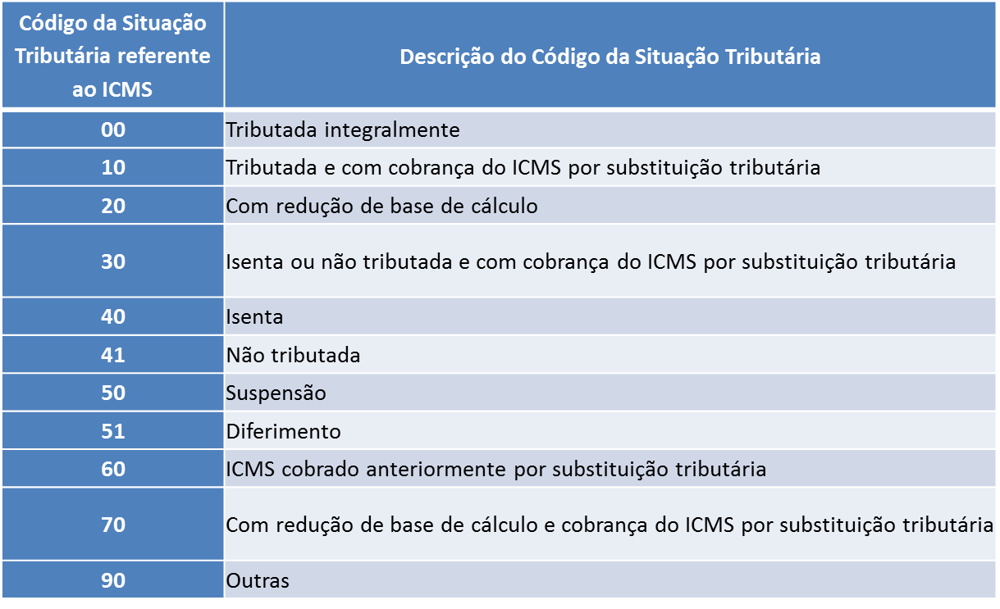 Código da Situação
Tributária referente
ao ICMS
Descrição do Código da Situação Tributária
00 Tributada integralmente
10 Tributada e com cobrança do ICMS por substituição tributária
20 Com redução de base de cálculo
30 Isenta ou não tributada e com cobrança do ICMS por substituição tributária
40 Isenta
41 Não tributada
50 Suspensão
51 Diferimento
60 ICMS cobrado anteriormente por substituição tributária
70 Com redução de base de cálculo e cobrança do ICMS por substituição tributária
90 Outras